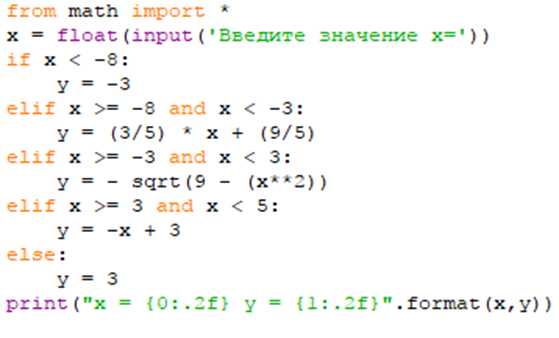 from math import *
x = float(input('Введите значение x='))
if x < -8:
    y = -3
elif x >= -8 and x < -3:
    y = (3/5) * x + (9/5)
elif x >= -3 and x < 3:
    y = - sqrt(9 - (x**2))
elif x >= 3 and x < 5:
    y = -x + 3
else:
    y = 3
print("x = {0:.2f} y = {1:.2f}".format(x,y))